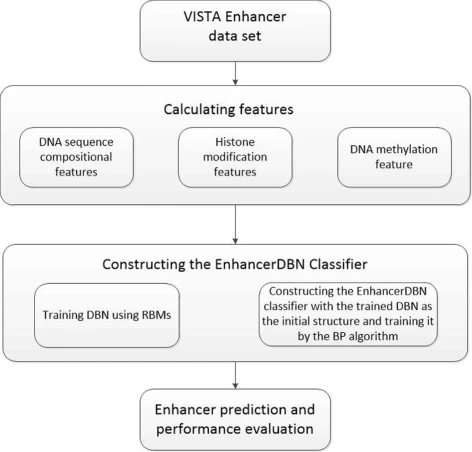 VISTA Enhancer
data set
Calculating features
DNA sequence
compositional
features
Histone
modification
features
DNA methylation
feature
Constructing the EnhancerDBN Classifier
Training DBN using RBMs
Constructing the EnhancerDBN
classifier with the trained DBN as
the initial structure and training it
by the BP algorithm
Enhancer prediction and
performance evaluation